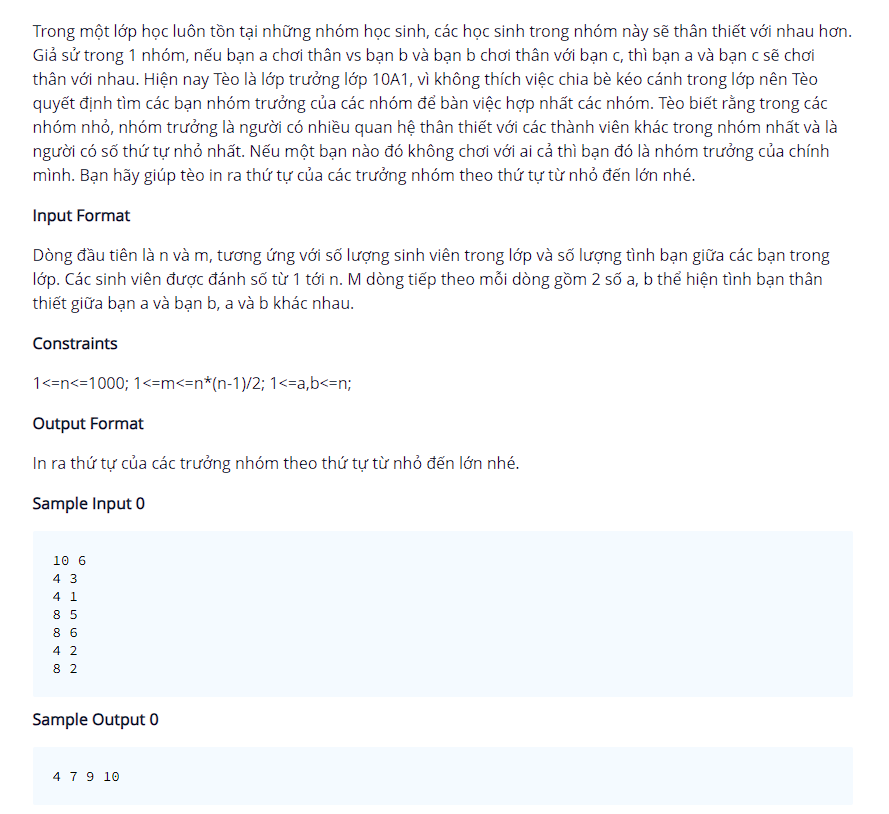 Trong một lớp học luôn tồn tại những nhóm học sinh, các học sinh trong nhóm này sẽ thân thiết với nhau hơn.
Giả sử trong 1 nhóm, nếu bạn a chơi thân vs bạn b và bạn b chơi thân với bạn c, thì bạn a và bạn c sẽ chơi
thân với nhau. Hiện nay Tèo là lớp trưởng lớp 10A1, vì không thích việc chia bè kéo cánh trong lớp nên Tèo
quyết định tìm các bạn nhóm trưởng của các nhóm để bàn việc hợp nhất các nhóm. Tèo biết rằng trong các
nhóm nhỏ, nhóm trưởng là người có nhiều quan hệ thân thiết với các thành viên khác trong nhóm nhất và là
người có số thứ tự nhỏ nhất. Nếu một bạn nào đó không chơi với ai cả thì bạn đó là nhóm trưởng của chính
mình. Bạn hãy giúp tèo in ra thứ tự của các trưởng nhóm theo thứ tự từ nhỏ đến lớn nhé.
Input Format
Dòng đầu tiên là n và m, tương ứng với số lượng sinh viên trong lớp và số lượng tình bạn giữa các bạn trong
lớp. Các sinh viên được đánh số từ 1 tới n. M dòng tiếp theo mỗi dòng gồm 2 số a, b thể hiện tình bạn thân
thiết giữa bạn a và bạn b, a và b khác nhau.
Constraints
1<=n<=1000; 1<=m<=n*(n-1)/2; 1<=a,b<=n;
Output Format
In ra thứ tự của các trưởng nhóm theo thứ tự từ nhỏ đến lớn nhé.
Sample Input 0
10 6
4 3
4 1
8 5
8 6
4 2
8 2
Sample Output 0
4 7 9 10